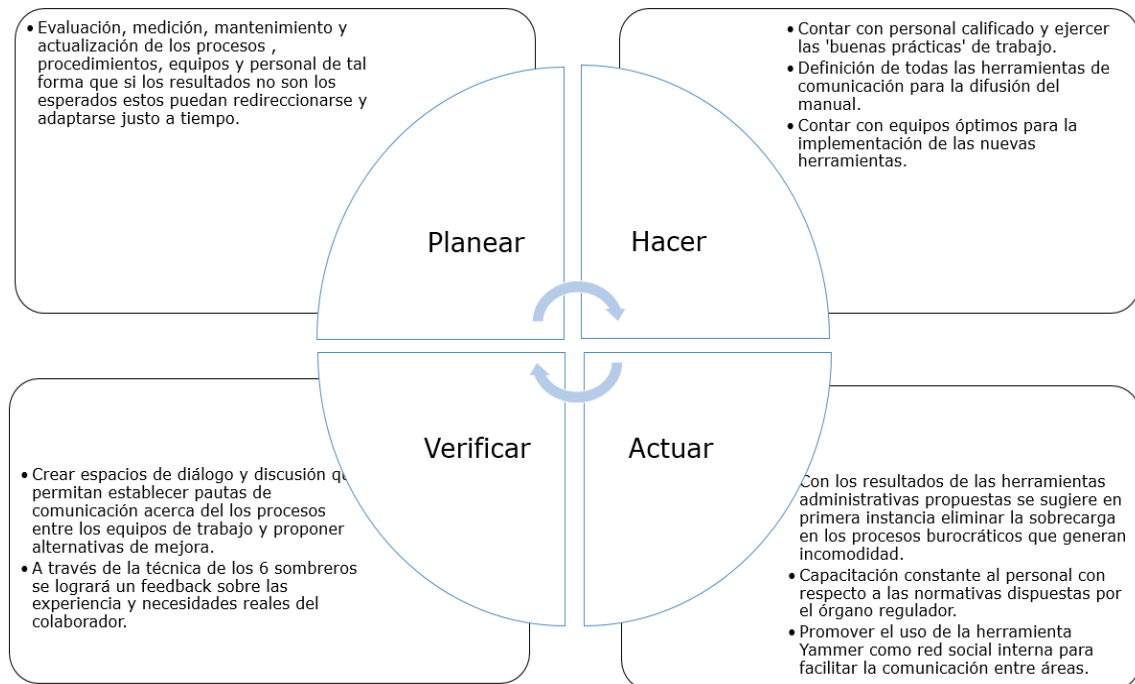 • Evaluación, medición, mantenimiento y
actualización de los procesos ,
procedimientos, equipos y personal de tal
forma que si los resultados no son los
esperados estos puedan redireccionarse y
adaptarse justo a tiempo.
• Contar con personal calificado y ejercer
las 'buenas prácticas' de trabajo.
• Definición de todas las herramientas de
comunicación para la difusión del
manual.
• Contar con equipos óptimos para la
implementación de las nuevas
herramientas.
Planear
Hacer
Verificar
Actuar
• Crear espacios de diálogo y discusión
permitan establecer pautas de
comunicación acerca del los procesos
entre los equipos de trabajo y proponer
alternativas de mejora.
• A través de la técnica de los 6 sombreros
se logrará un feedback sobre las
experiencia y necesidades reales del
colaborador.
Con los resultados de las herramientas
administrativas propuestas se sugiere en
primera instancia eliminar la sobrecarga
en los procesos burocráticos que generan
incomodidad.
• Capacitación constante al personal con
respecto a las normativas dispuestas por
el órgano regulador.
• Promover el uso de la herramienta
Yammer como red social interna para
facilitar la comunicación entre áreas.